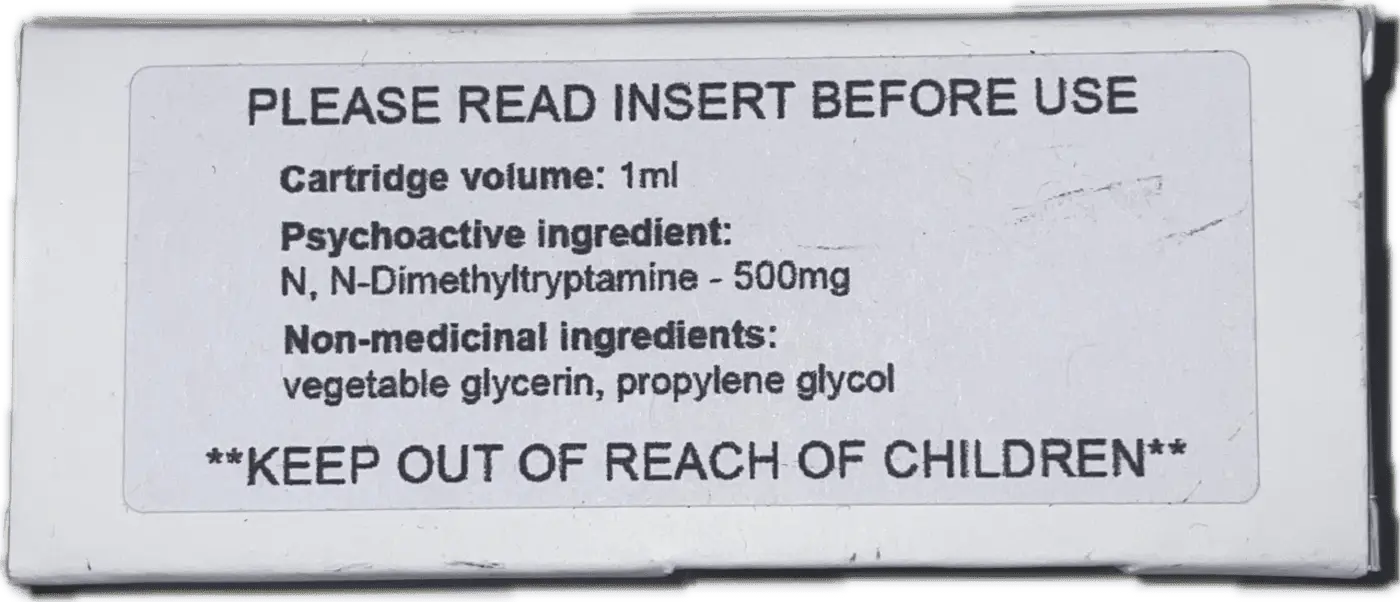 PLEASE READ INSERT BEFORE USE
Cartridge volume: 1ml
Psychoactive ingredient:
N, N-Dimethyltryptamine - 500mg
Non-medicinal ingredients:
vegetable glycerin, propylene glycol
**KEEP OUT OF REACH OF CHILDREN**